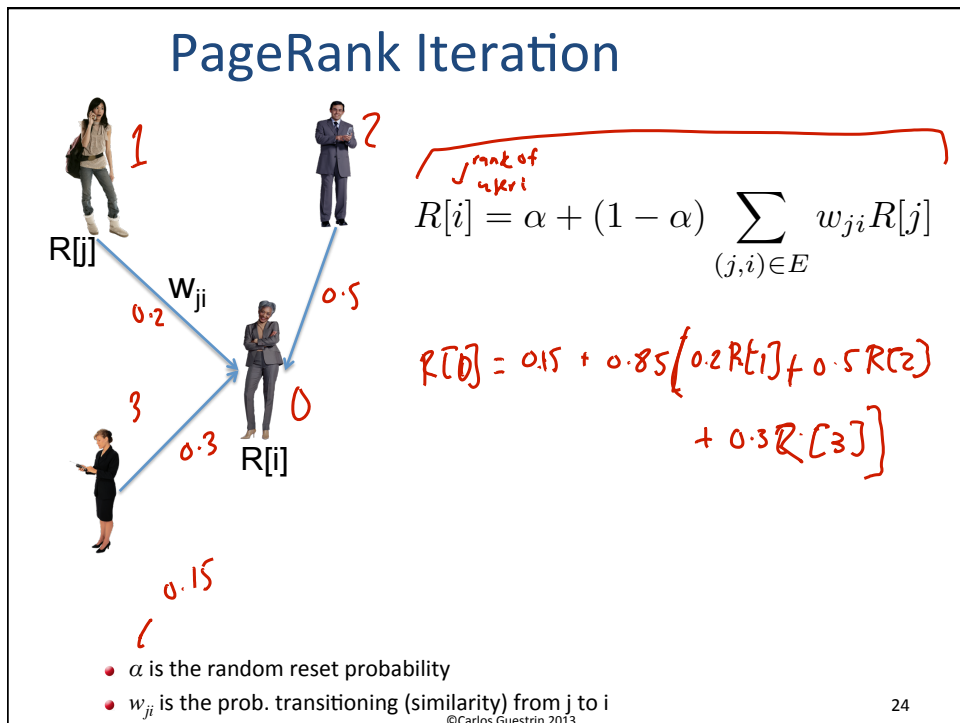 PageRank Iteration
1
2
rank of
user i
R[i] = α + (1 − α) ∑ w_{ji} R[j]
(j,i)∈E
R[j]
w_{ji}
0.2
0.5
R[0] = 0.15 + 0.85 [0.2 R[1] + 0.5 R[2]
+ 0.3 R[3]]
3
0.3
0
R[i]
0.15
• α is the random reset probability
• w_{ji} is the prob. transitioning (similarity) from j to i
©Carlos Guestrin 2013
24